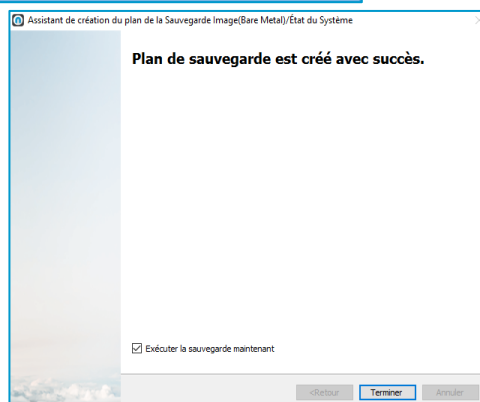 Assistant de création du plan de la Sauvegarde Image(Bare Metal)/État du Système
Plan de sauvegarde est créé avec succès.
Exécuter la sauvegarde maintenant
<Retour Terminer Annuler